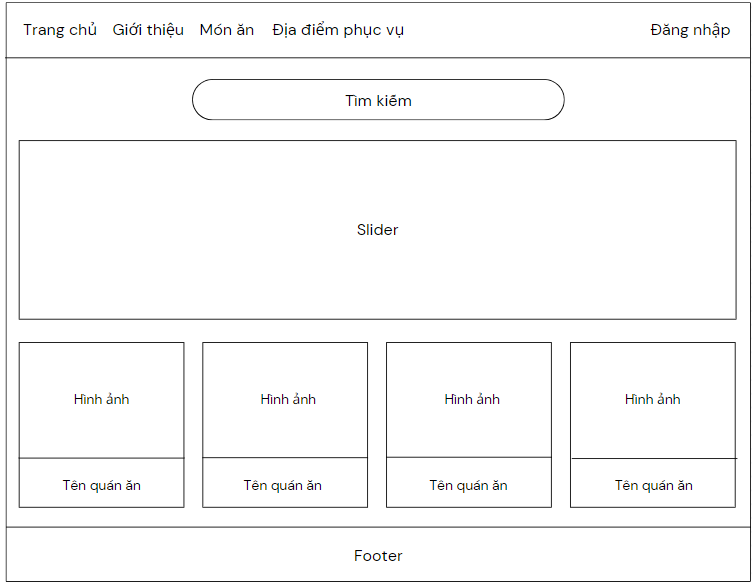 Trang chủ Giới thiệu Món ăn Địa điểm phục vụ Đăng nhập
Tìm kiếm
Slider
Hình ảnh Hình ảnh Hình ảnh Hình ảnh
Tên quán ăn Tên quán ăn Tên quán ăn Tên quán ăn
Footer